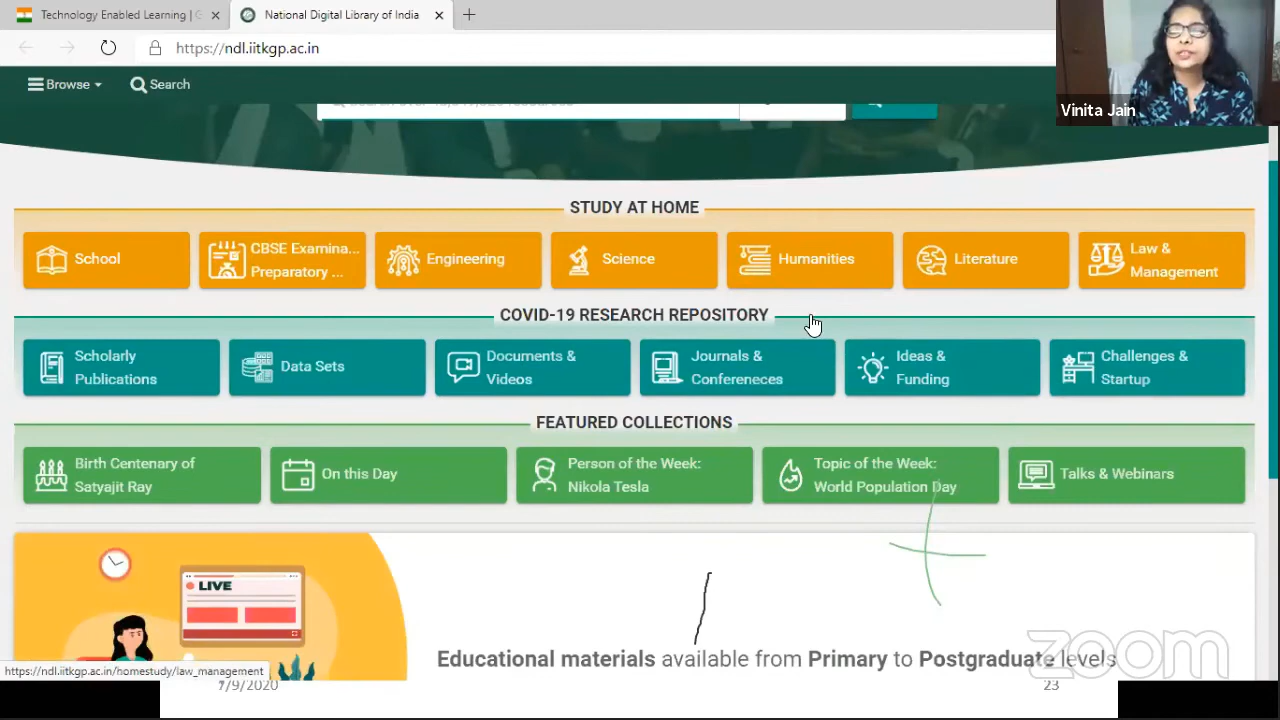 Technology Enabled Learning | G
National Digital Library of India
https://ndl.iitkgp.ac.in
Browse
Search
Vinita Jain
STUDY AT HOME
School
CBSE Examina...
Preparatory ...
Engineering
Science
Humanities
Literature
Law &
Management
COVID-19 RESEARCH REPOSITORY
Scholarly
Publications
Data Sets
Documents &
Videos
Journals &
Confereneces
Ideas &
Funding
Challenges &
Startup
FEATURED COLLECTIONS
Birth Centenary of
Satyajit Ray
On this Day
Person of the Week:
Nikola Tesla
Topic of the Week:
World Population Day
Talks & Webinars
LIVE
Educational materials available from Primary to Postgraduate levels
zoom
https://ndl.iitkgp.ac.in/homestudy/law_management
7/9/2020
23